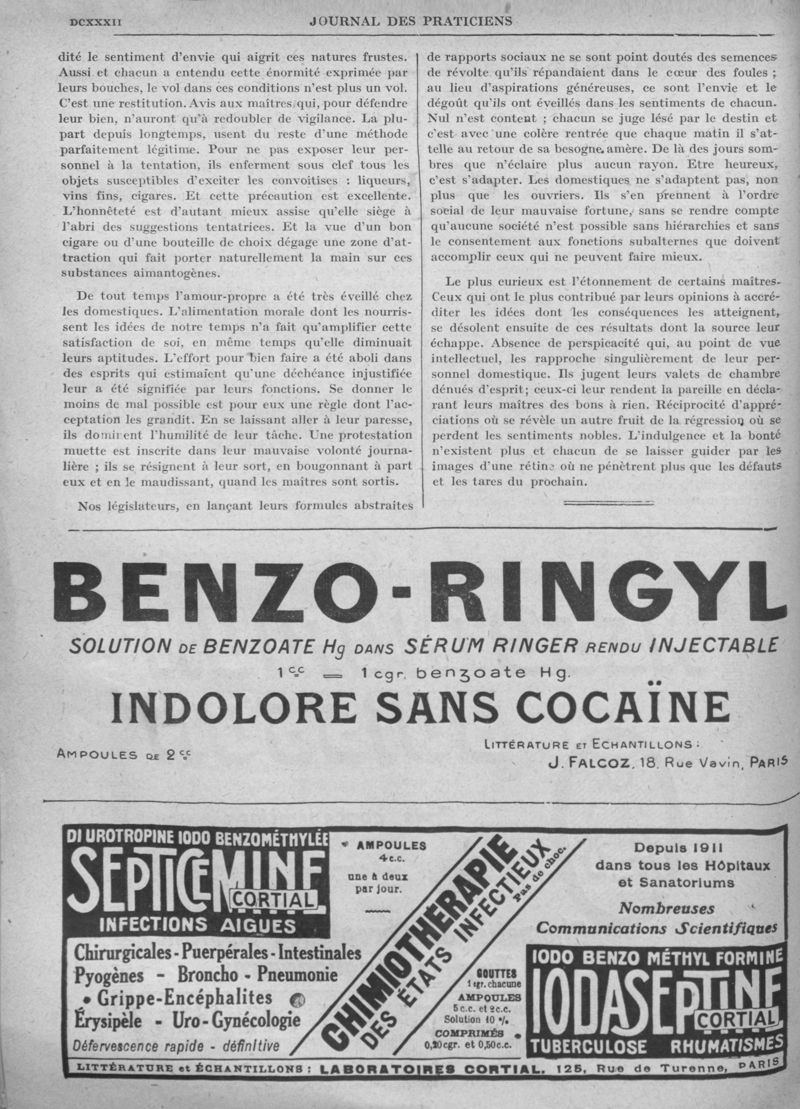 DCXXXII
JOURNAL DES PRATICIENS
dité le sentiment d'envie qui aigrit ces natures frustes.
Aussi et chacun a entendu cette énormité exprimée par
leurs bouches, le vol dans ces conditions n'est plus un vol.
C'est une restitution. Avis aux maîtres qui, pour défendre
leur bien, n'auront qu'à redoubler de vigilance. La plu-
part depuis longtemps, usent du reste d'une méthode
parfaitement légitime. Pour ne pas exposer leur per-
sonnel à la tentation, ils enferment sous clef tous les
objets susceptibles d'exciter les convoitises : liqueurs,
vins fins, cigares. Et cette précaution est excellente.
L'honnêteté est d'autant mieux assise qu'elle siège à
l'abri des suggestions tentatrices. Et la vue d'un bon
cigare ou d'une bouteille de choix dégage une zone d'at-
traction qui fait porter naturellement la main sur ces
substances aimantogènes.
De tout temps l'amour-propre a été très éveillé chez
les domestiques. L'alimentation morale dont les nourris-
sent les idées de notre temps n'a fait qu'amplifier cette
satisfaction de soi, en même temps qu'elle diminuait
leurs aptitudes. L'effort pour bien faire a été aboli dans
des esprits qui estimaient qu'une déchéance injustifiée
leur a été signifiée par leurs fonctions. Se donner le
moins de mal possible est pour eux une règle dont l'ac-
ceptation les grandit. En se laissant aller à leur paresse,
ils dominent l'humilité de leur tâche. Une protestation
muette est inscrite dans leur mauvaise volonté journa-
lière ; ils se résignent à leur sort, en bougonnant à part
eux et en le maudissant, quand les maîtres sont sortis.
Nos législateurs, en lançant leurs formules abstraites
de rapports sociaux ne se sont point doutés des semences
de révolte qu'ils répandaient dans le cœur des foules ;
au lieu d'aspirations généreuses, ce sont l'envie et le
dégoût qu'ils ont éveillés dans les sentiments de chacun.
Nul n'est content ; chacun se juge lésé par le destin et
c'est avec une colère rentrée que chaque matin il s'at-
telle au retour de sa besogne amère. De là des jours som-
bres que n'éclaire plus aucun rayon. Etre heureux,
c'est s'adapter. Les domestiques ne s'adaptent pas, non
plus que les ouvriers. Ils s'en prennent à l'ordre
social de leur mauvaise fortune, sans se rendre compte
qu'aucune société n'est possible sans hiérarchies et sans
le consentement aux fonctions subalternes que doivent
accomplir ceux qui ne peuvent faire mieux.
Le plus curieux est l'étonnement de certains maîtres.
Ceux qui ont le plus contribué par leurs opinions à accré-
diter les idées dont les conséquences les atteignent,
se désolent ensuite de ces résultats dont la source leur
échappe. Absence de perspicacité qui, au point de vue
intellectuel, les rapproche singulièrement de leur per-
sonnel domestique. Ils jugent leurs valets de chambre
dénués d'esprit ; ceux-ci leur rendent la pareille en décla-
rant leurs maîtres des bons à rien. Réciprocité d'appré-
ciations où se révèle un autre fruit de la régression où se
perdent les sentiments nobles. L'indulgence et la bonté
n'existent plus et chacun de se laisser guider par les
images d'une rétine où ne pénètrent plus que les défauts
et les tares du prochain.
BENZO-RINGYL
SOLUTION DE BENZOATE Hg DANS SÉRUM RINGER RENDU INJECTABLE
1 c.c = 1 cgr. benzoate Hg.
INDOLORE SANS COCAÏNE
AMPOULES DE 2 c.c
LITTÉRATURE ET ECHANTILLONS :
J. FALCOZ, 18, Rue Vavin, PARIS
DI UROTROPINE IODO BENZOMÉTHYLÉE
SEPTICEMINE
CORTIAL
INFECTIONS AIGUES
AMPOULES
4 c.c.
une à deux
par jour.
Chirurgicales - Puerpérales - Intestinales
Pyogènes - Broncho - Pneumonie
Grippe - Encéphalites
Érysipèle - Uro - Gynécologie
Défervescence rapide - définitive
CHIMIOTHÉRAPIE
DES ÉTATS INFECTIEUX
Pas de choc.
Depuis 1911
dans tous les Hôpitaux
et Sanatoriums
Nombreuses
Communications Scientifiques
GOUTTES
1 gr. chacune
AMPOULES
5 c.c. et 2 c.c.
Solution 10 %
COMPRIMÉS
0,20cgr. et 0,50c.c.
IODO BENZO MÉTHYL FORMINE
IODASEPTINE
CORTIAL
TUBERCULOSE RHUMATISMES
LITTÉRATURE et ÉCHANTILLONS : LABORATOIRES CORTIAL, 125, Rue de Turenne, PARIS